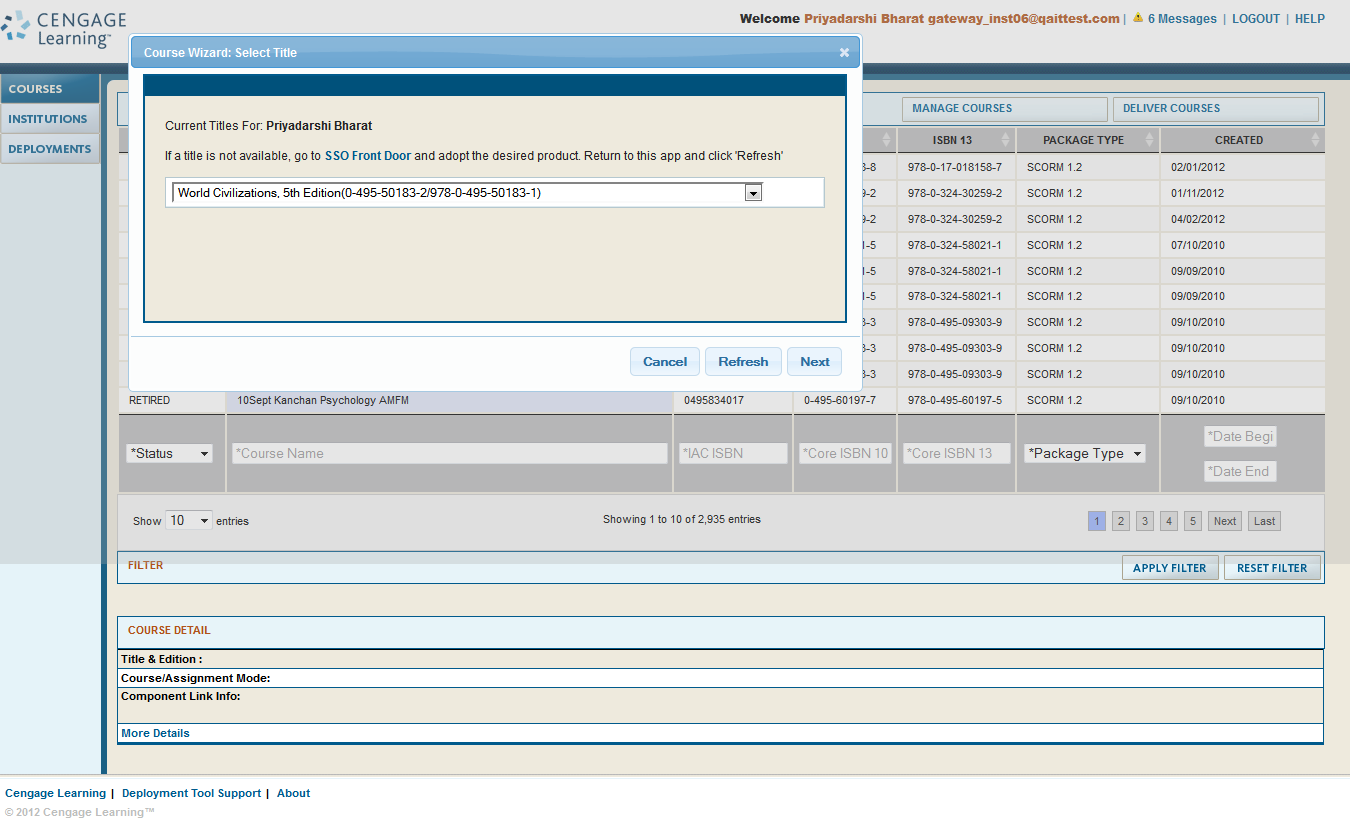 CENGAGE
Learning™
Welcome Priyadarshi Bharat gateway_inst06@qaittest.com | 6 Messages | LOGOUT | HELP
Course Wizard: Select Title
COURSES
INSTITUTIONS
DEPLOYMENTS
MANAGE COURSES
DELIVER COURSES
Current Titles For: Priyadarshi Bharat
If a title is not available, go to SSO Front Door and adopt the desired product. Return to this app and click 'Refresh'
World Civilizations, 5th Edition(0-495-50183-2/978-0-495-50183-1)
Cancel Refresh Next
ISBN 13 PACKAGE TYPE CREATED
3-8 978-0-17-018158-7 SCORM 1.2 02/01/2012
9-2 978-0-324-30259-2 SCORM 1.2 01/11/2012
9-2 978-0-324-30259-2 SCORM 1.2 04/02/2012
1-5 978-0-324-58021-1 SCORM 1.2 07/10/2010
1-5 978-0-324-58021-1 SCORM 1.2 09/09/2010
1-5 978-0-324-58021-1 SCORM 1.2 09/09/2010
3-3 978-0-495-09303-9 SCORM 1.2 09/10/2010
3-3 978-0-495-09303-9 SCORM 1.2 09/10/2010
3-3 978-0-495-09303-9 SCORM 1.2 09/10/2010
RETIRED 10Sept Kanchan Psychology AMFM 0495834017 0-495-60197-7 978-0-495-60197-5 SCORM 1.2 09/10/2010
*Date Begi
*Status *Course Name *IAC ISBN *Core ISBN 10 *Core ISBN 13 *Package Type
*Date End
Show 10 entries Showing 1 to 10 of 2,935 entries 1 2 3 4 5 Next Last
FILTER APPLY FILTER RESET FILTER
COURSE DETAIL
Title & Edition :
Course/Assignment Mode:
Component Link Info:
More Details
Cengage Learning | Deployment Tool Support | About
© 2012 Cengage Learning™